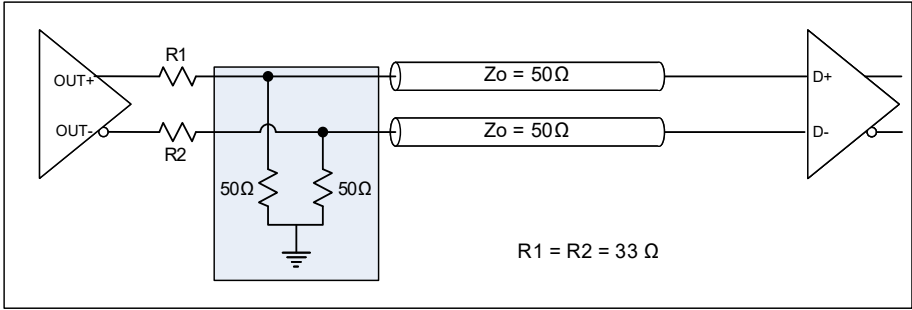 R1
OUT+
Zo = 50Ω
D+
OUT-
Zo = 50Ω
D-
R2
50Ω
50Ω
R1 = R2 = 33 Ω